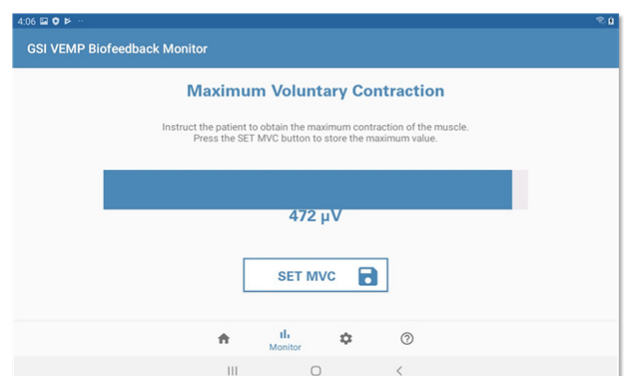 4:06
GSI VEMP Biofeedback Monitor
Maximum Voluntary Contraction
Instruct the patient to obtain the maximum contraction of the muscle.
Press the SET MVC button to store the maximum value.
472 µV
SET MVC
Monitor